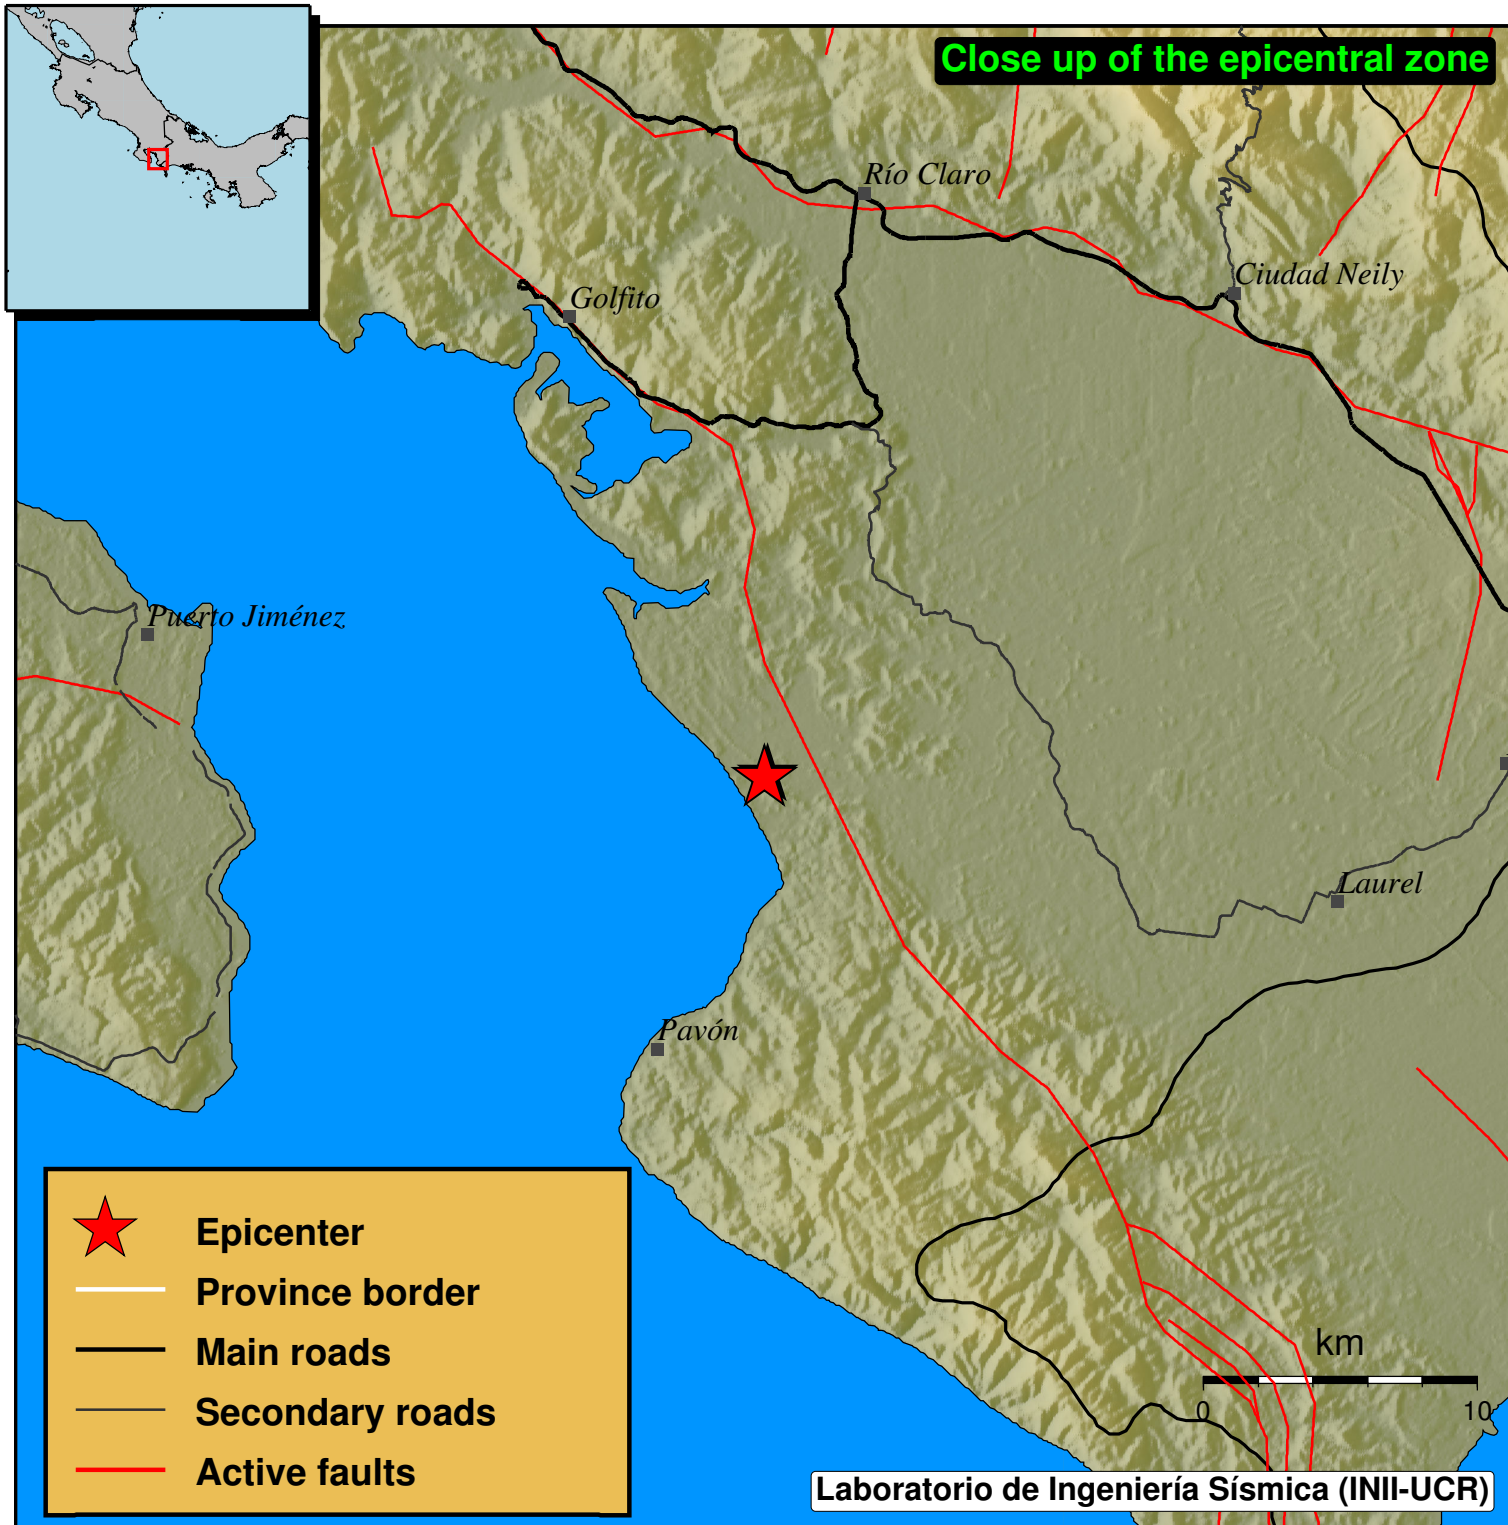 Close up of the epicentral zone
Río Claro
Ciudad Neily
Golfito
Puerto Jiménez
Laurel
Pavón
Epicenter
Province border
Main roads
Secondary roads
Active faults
km
0 10
Laboratorio de Ingeniería Sísmica (INII-UCR)